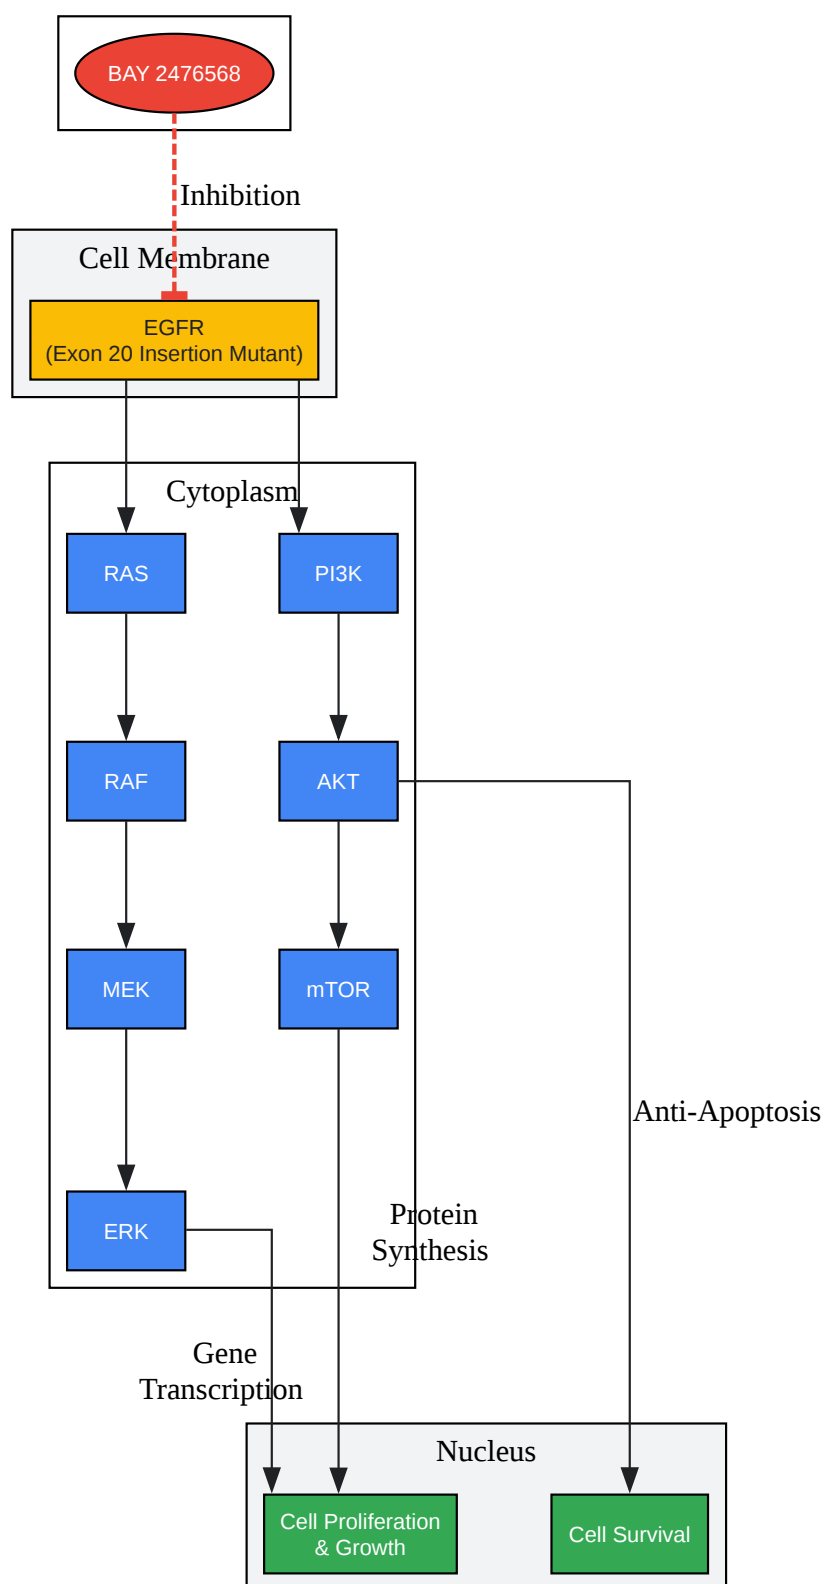 BAY 2476568
Inhibition
Cell Membrane
EGFR
(Exon 20 Insertion Mutant)
Cytoplasm
RAS
PI3K
RAF
AKT
MEK
mTOR
Anti-Apoptosis
ERK
Protein
Synthesis
Gene
Transcription
Nucleus
Cell Proliferation
& Growth
Cell Survival